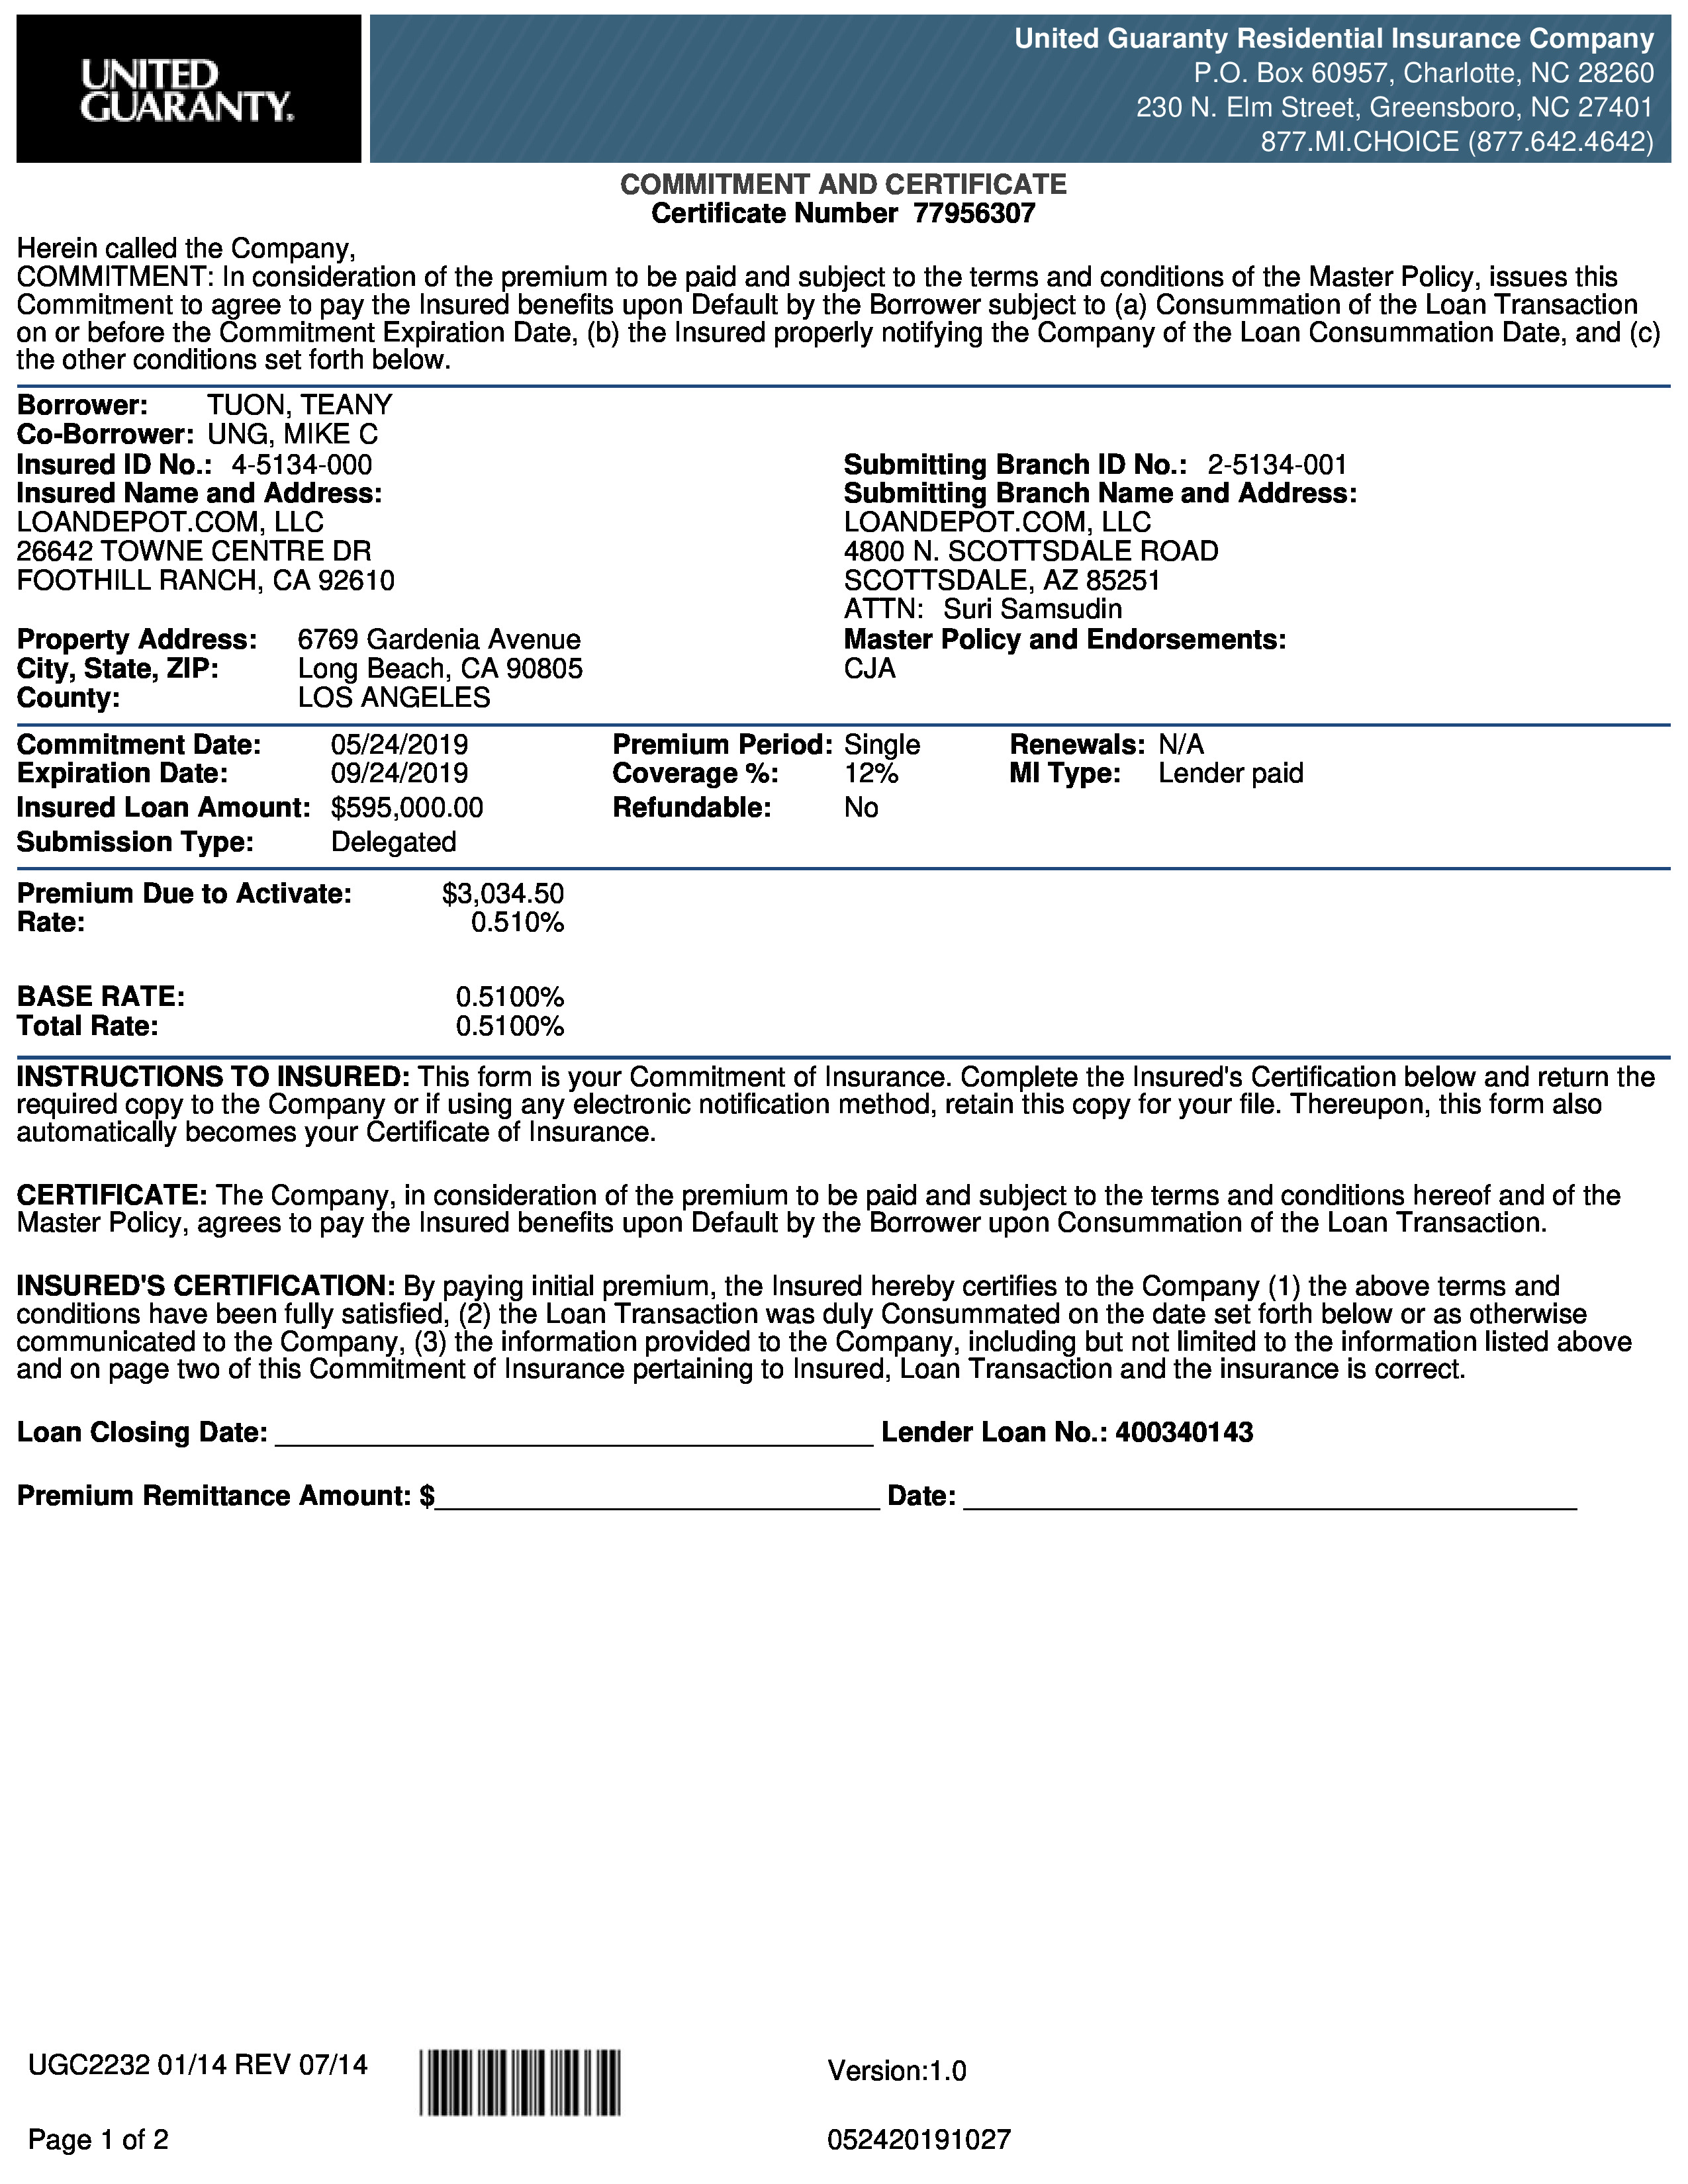 UNITED
GUARANTY.
United Guaranty Residential Insurance Company
P.O. Box 60957, Charlotte, NC 28260
230 N. Elm Street, Greensboro, NC 27401
877.MI.CHOICE (877.642.4642)
COMMITMENT AND CERTIFICATE
Certificate Number 77956307
Herein called the Company,
COMMITMENT: In consideration of the premium to be paid and subject to the terms and conditions of the Master Policy, issues this
Commitment to agree to pay the Insured benefits upon Default by the Borrower subject to (a) Consummation of the Loan Transaction
on or before the Commitment Expiration Date, (b) the Insured properly notifying the Company of the Loan Consummation Date, and (c)
the other conditions set forth below.
Borrower: TUON, TEANY
Co-Borrower: UNG, MIKE C
Insured ID No.: 4-5134-000 Submitting Branch ID No.: 2-5134-001
Insured Name and Address: Submitting Branch Name and Address:
LOANDEPOT.COM, LLC LOANDEPOT.COM, LLC
26642 TOWNE CENTRE DR 4800 N. SCOTTSDALE ROAD
FOOTHILL RANCH, CA 92610 SCOTTSDALE, AZ 85251
ATTN: Suri Samsudin
Property Address: 6769 Gardenia Avenue Master Policy and Endorsements:
City, State, ZIP: Long Beach, CA 90805 CJA
County: LOS ANGELES
Commitment Date: 05/24/2019 Premium Period: Single Renewals: N/A
Expiration Date: 09/24/2019 Coverage %: 12% MI Type: Lender paid
Insured Loan Amount: $595,000.00 Refundable: No
Submission Type: Delegated
Premium Due to Activate: $3,034.50
Rate: 0.510%
BASE RATE: 0.5100%
Total Rate: 0.5100%
INSTRUCTIONS TO INSURED: This form is your Commitment of Insurance. Complete the Insured's Certification below and return the
required copy to the Company or if using any electronic notification method, retain this copy for your file. Thereupon, this form also
automatically becomes your Certificate of Insurance.
CERTIFICATE: The Company, in consideration of the premium to be paid and subject to the terms and conditions hereof and of the
Master Policy, agrees to pay the Insured benefits upon Default by the Borrower upon Consummation of the Loan Transaction.
INSURED'S CERTIFICATION: By paying initial premium, the Insured hereby certifies to the Company (1) the above terms and
conditions have been fully satisfied, (2) the Loan Transaction was duly Consummated on the date set forth below or as otherwise
communicated to the Company, (3) the information provided to the Company, including but not limited to the information listed above
and on page two of this Commitment of Insurance pertaining to Insured, Loan Transaction and the insurance is correct.
Loan Closing Date: Lender Loan No.: 400340143
Premium Remittance Amount: $ Date:
UGC2232 01/14 REV 07/14 Version:1.0
Page 1 of 2 052420191027